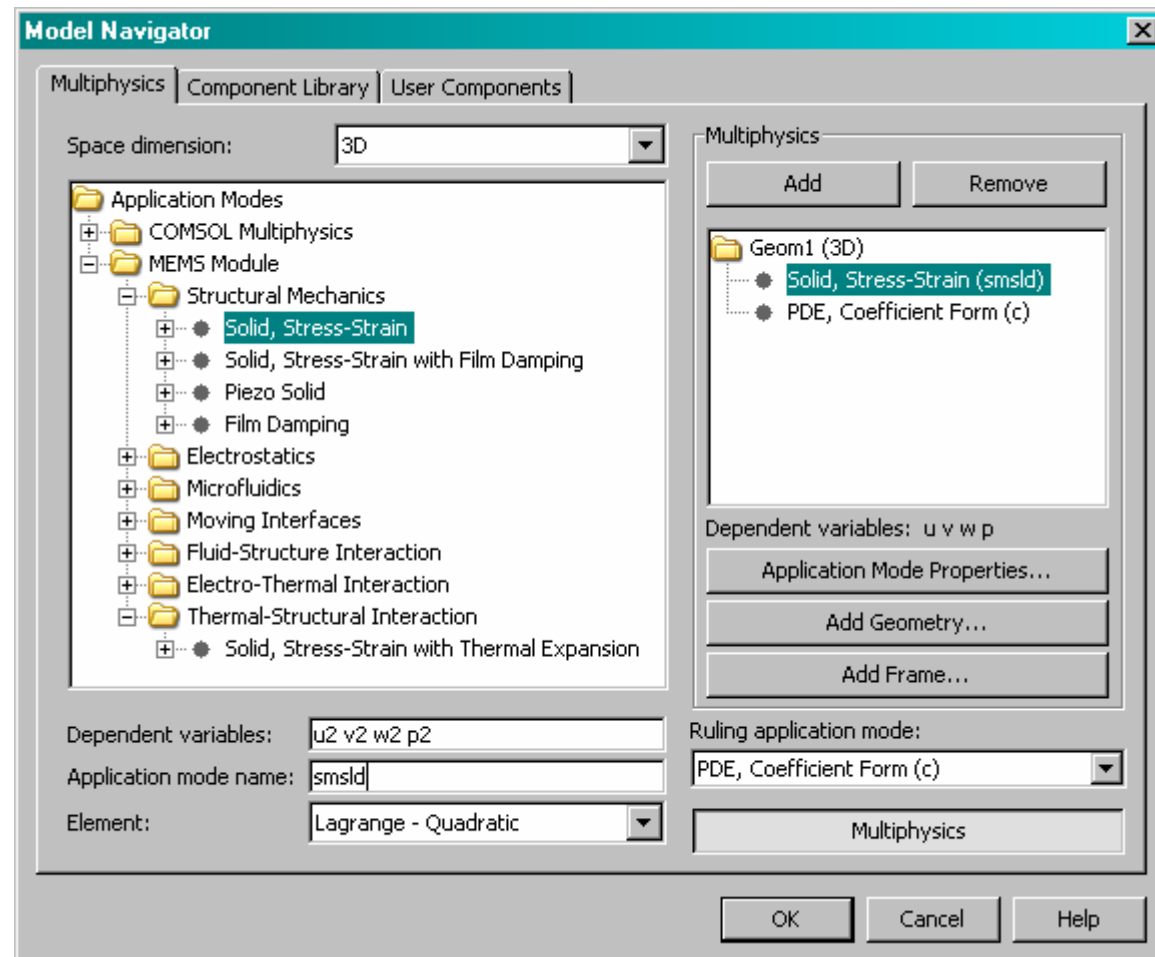 Model Navigator
Multiphysics Component Library User Components
Space dimension: 3D
Application Modes
COMSOL Multiphysics
MEMS Module
Structural Mechanics
Solid, Stress-Strain
Solid, Stress-Strain with Film Damping
Piezo Solid
Film Damping
Electrostatics
Microfluidics
Moving Interfaces
Fluid-Structure Interaction
Electro-Thermal Interaction
Thermal-Structural Interaction
Solid, Stress-Strain with Thermal Expansion
Dependent variables: u2 v2 w2 p2
Application mode name: smsld
Element: Lagrange - Quadratic
Multiphysics
Add Remove
Geom1 (3D)
Solid, Stress-Strain (smsld)
PDE, Coefficient Form (c)
Dependent variables: u v w p
Application Mode Properties...
Add Geometry...
Add Frame...
Ruling application mode:
PDE, Coefficient Form (c)
Multiphysics
OK Cancel Help